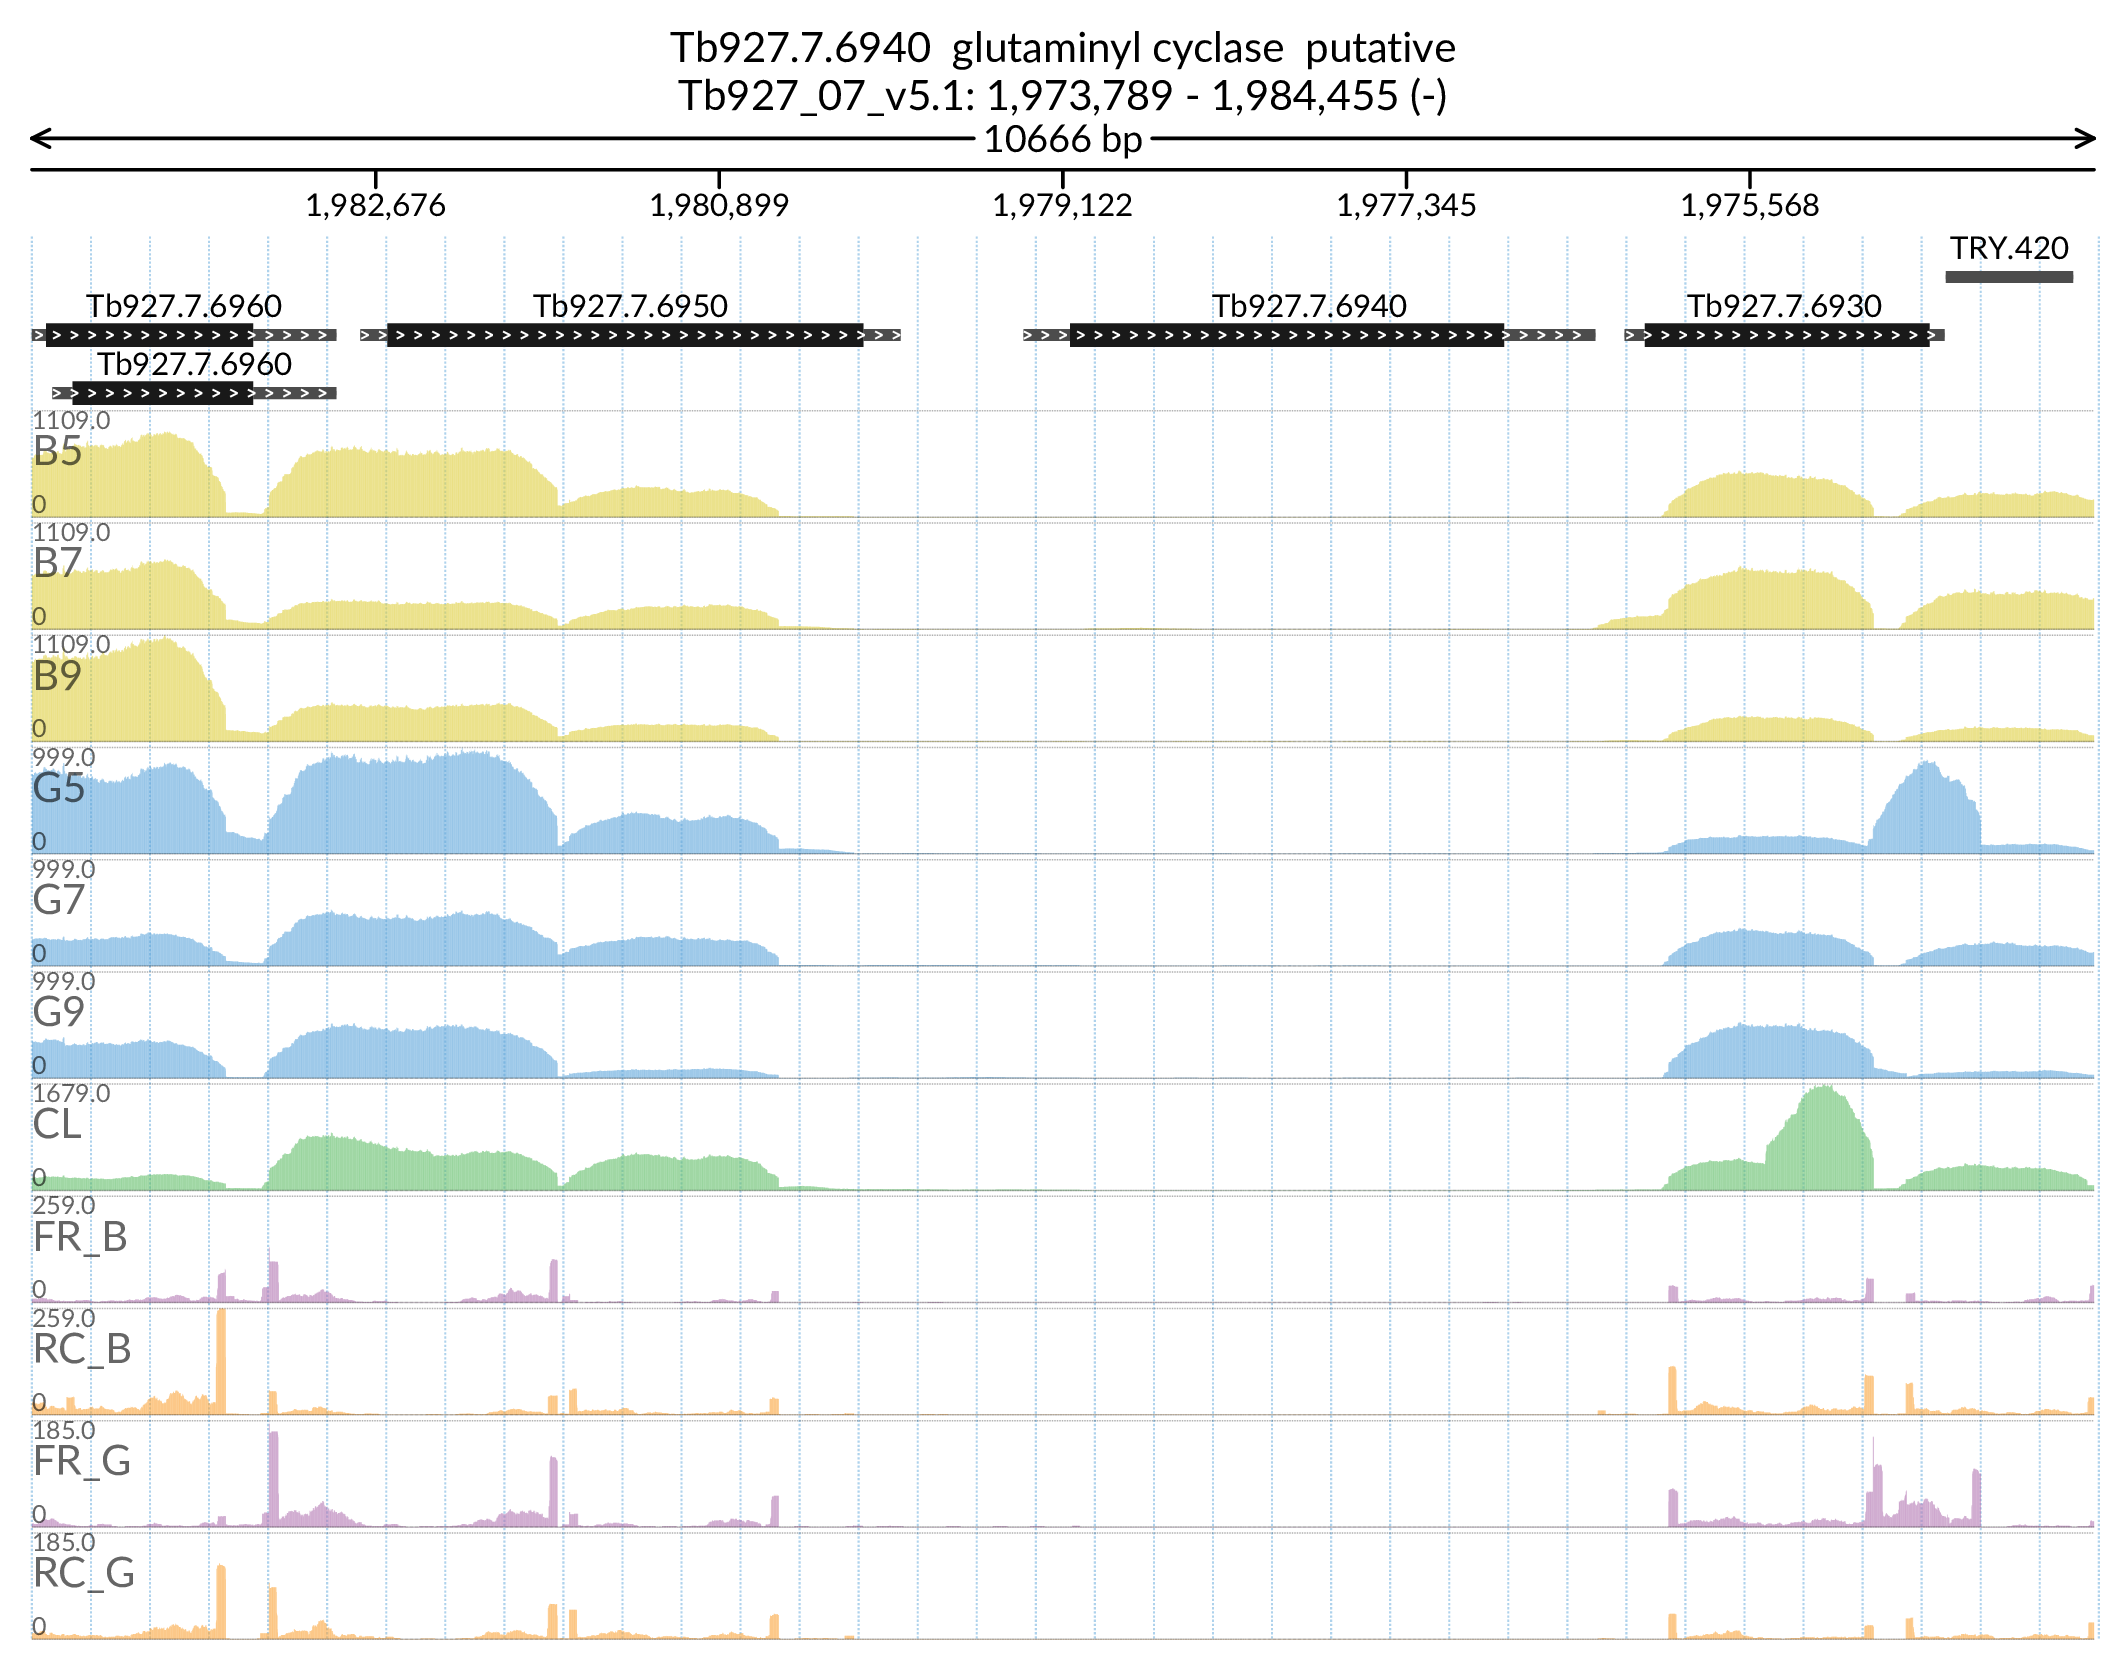 Tb927.7.6940  glutaminyl cyclase  putative
Tb927_07_v5.1: 1,973,789 - 1,984,455 (-)
10666 bp
1,982,676 1,980,899 1,979,122 1,977,345 1,975,568
TRY.420
Tb927.7.6960 Tb927.7.6950 Tb927.7.6940 Tb927.7.6930
Tb927.7.6960
1109.0
B5
0
1109.0
B7
0
1109.0
B9
0
999.0
G5
0
999.0
G7
0
999.0
G9
0
1679.0
CL
0
259.0
FR_B
0
259.0
RC_B
0
185.0
FR_G
0
185.0
RC_G
0